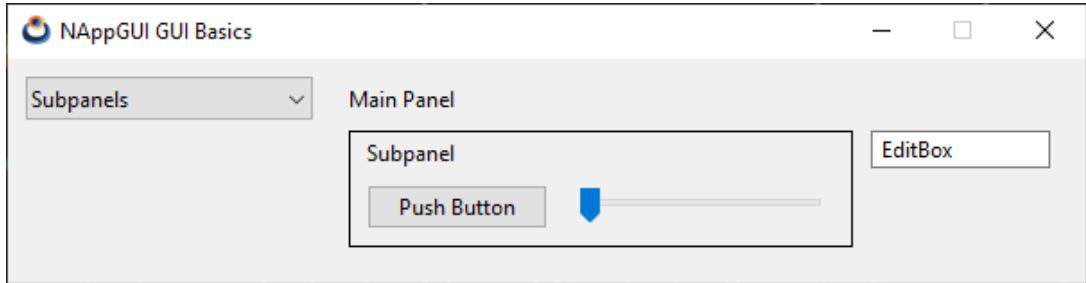 NAppGUI GUI Basics
Subpanels
Main Panel
Subpanel
EditBox
Push Button